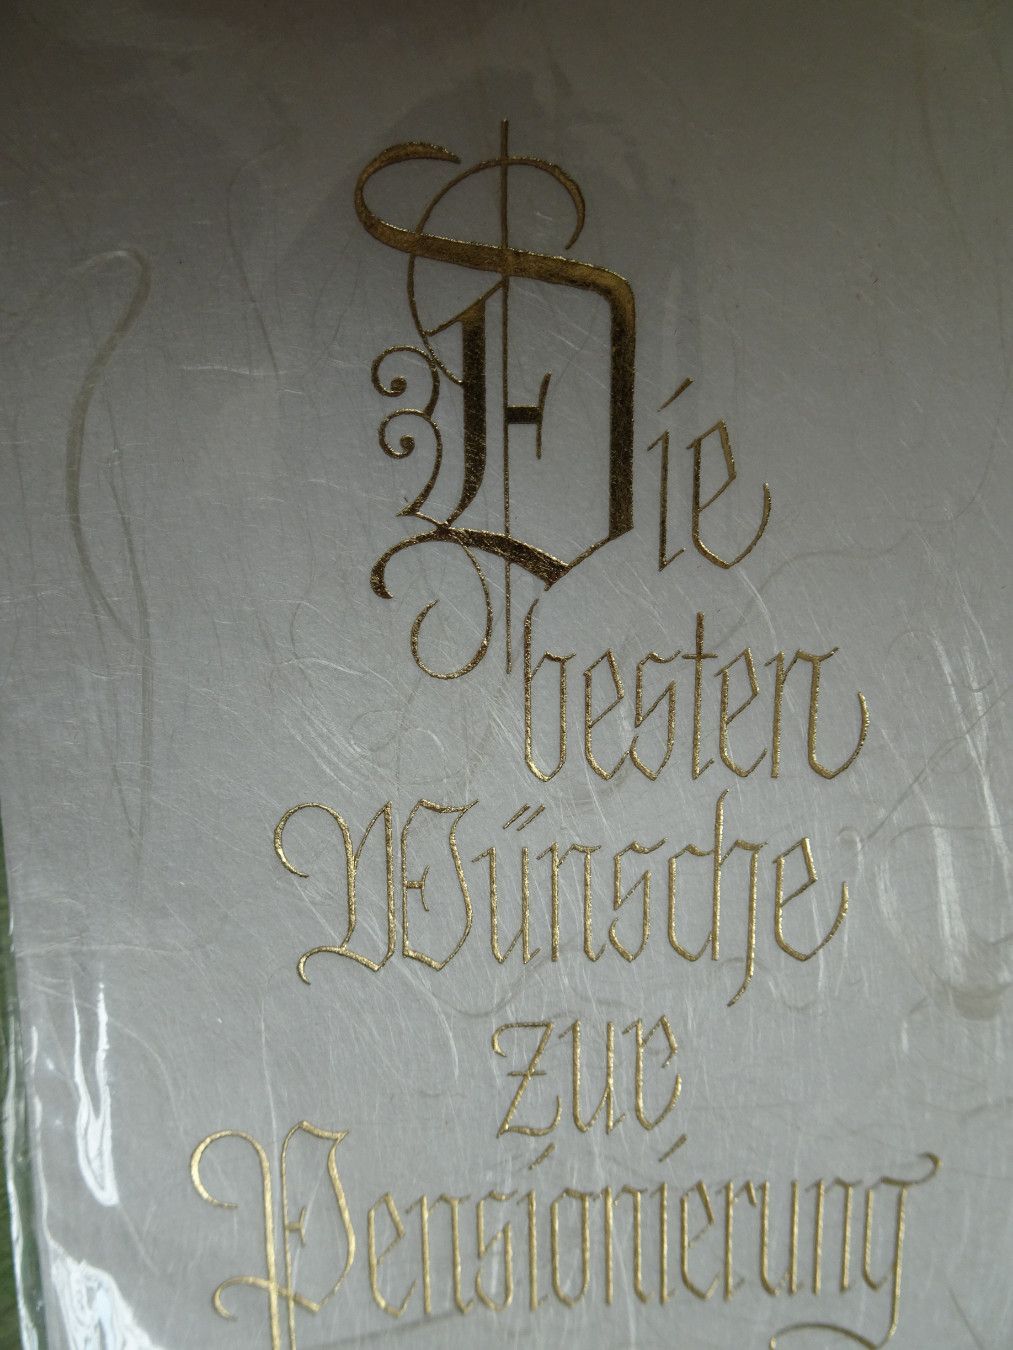 Die
besten
Wünsche
zur
Pensionierung